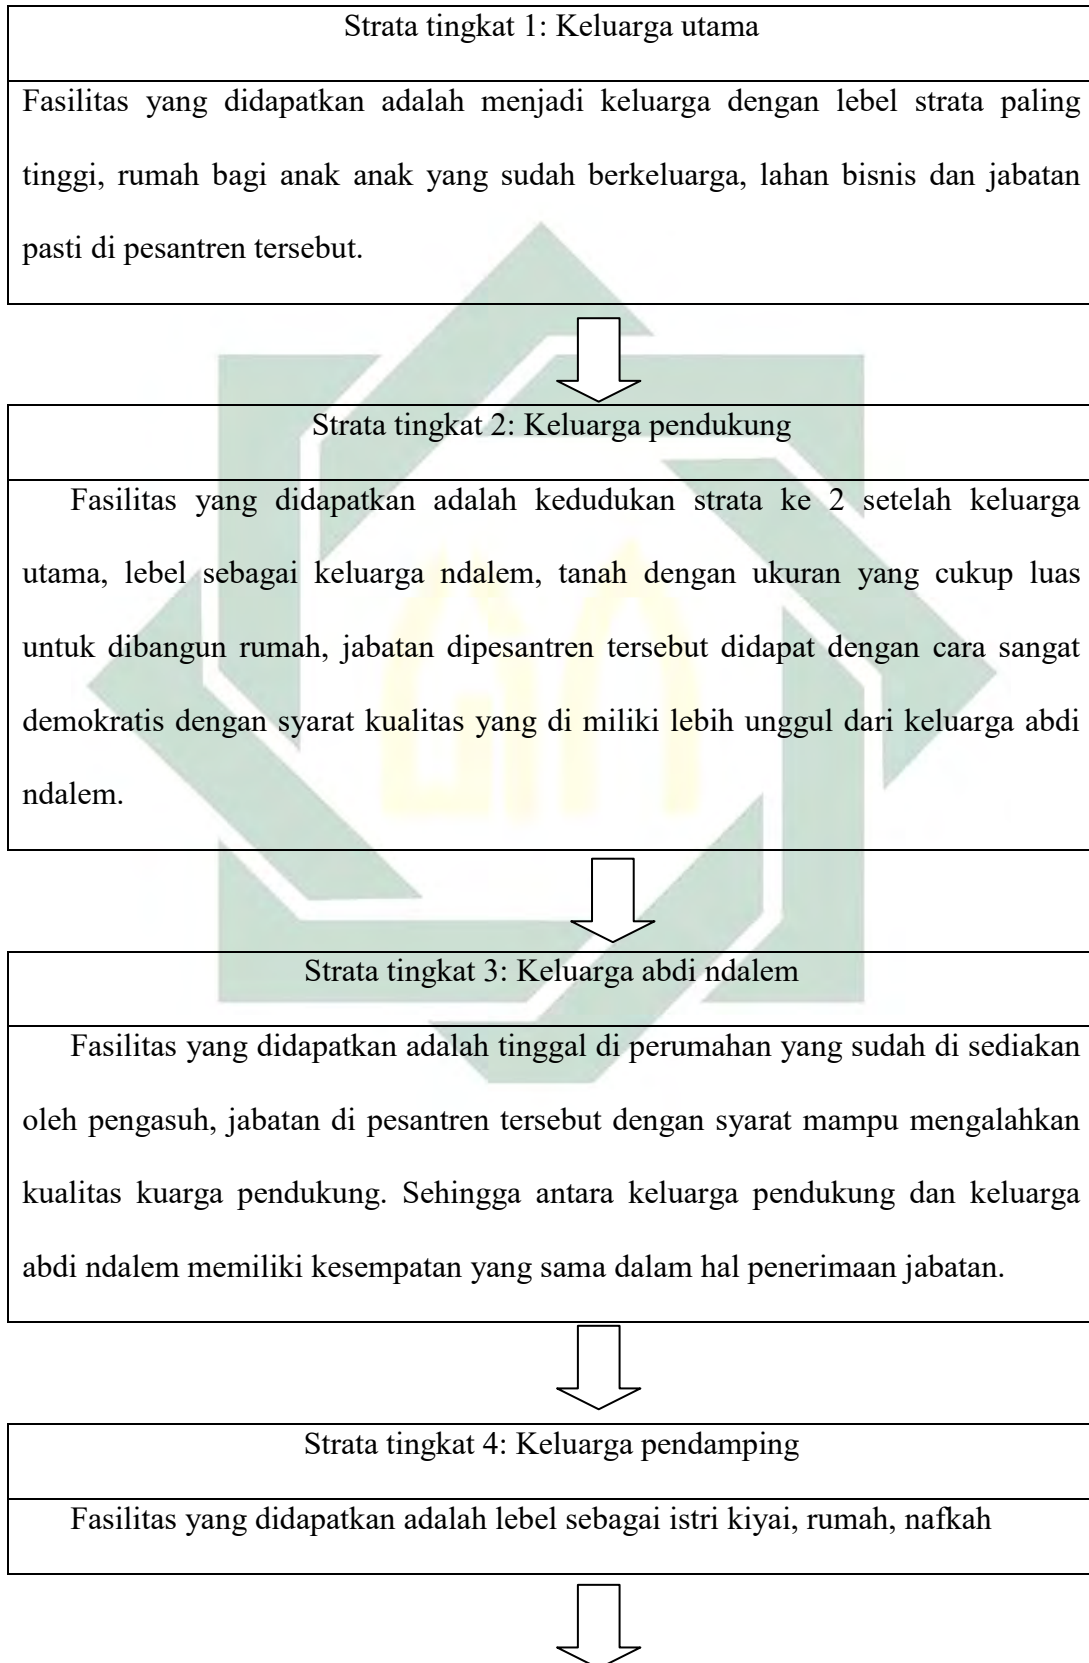 Strata tingkat 1: Keluarga utama
Fasilitas yang didapatkan adalah menjadi keluarga dengan lebel strata paling
tinggi, rumah bagi anak anak yang sudah berkeluarga, lahan bisnis dan jabatan
pasti di pesantren tersebut.
Strata tingkat 2: Keluarga pendukung
Fasilitas yang didapatkan adalah kedudukan strata ke 2 setelah keluarga
utama, lebel sebagai keluarga ndalem, tanah dengan ukuran yang cukup luas
untuk dibangun rumah, jabatan dipesantren tersebut didapat dengan cara sangat
demokratis dengan syarat kualitas yang di miliki lebih unggul dari keluarga abdi
ndalem.
Strata tingkat 3: Keluarga abdi ndalem
Fasilitas yang didapatkan adalah tinggal di perumahan yang sudah di sediakan
oleh pengasuh, jabatan di pesantren tersebut dengan syarat mampu mengalahkan
kualitas kuarga pendukung. Sehingga antara keluarga pendukung dan keluarga
abdi ndalem memiliki kesempatan yang sama dalam hal penerimaan jabatan.
Strata tingkat 4: Keluarga pendamping
Fasilitas yang didapatkan adalah lebel sebagai istri kiyai, rumah, nafkah